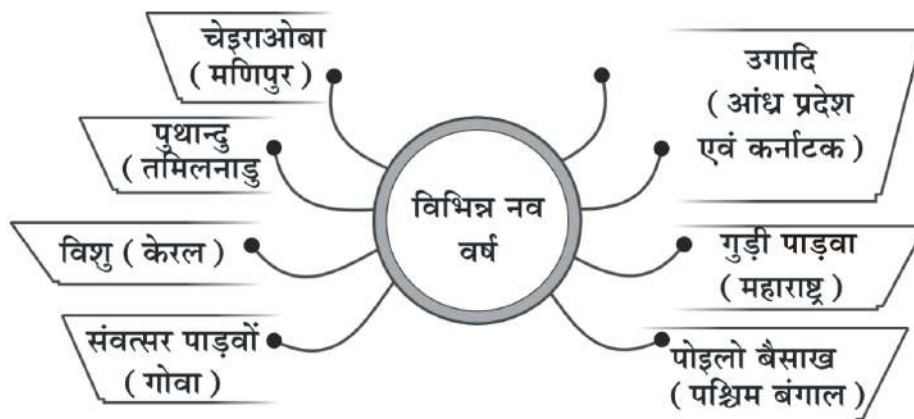 चेइराओबा
( मणिपुर )
पुथान्दु
( तमिलनाडु
विशु ( केरल )
संवत्सर पाड़वों
( गोवा )
विभिन्न नव
वर्ष
उगादि
( आंध्र प्रदेश
एवं कर्नाटक )
गुड़ी पाड़वा
( महाराष्ट्र )
पोइलो बैसाख
( पश्चिम बंगाल )